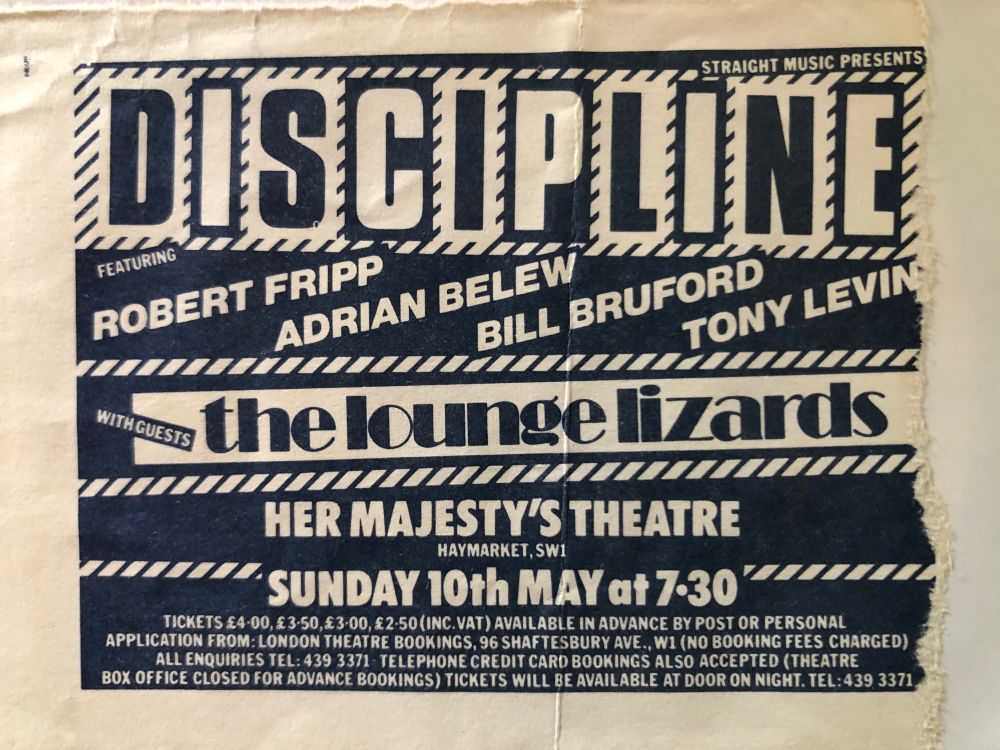 STRAIGHT MUSIC PRESENTS
DISCIPLINE
FEATURING
ROBERT FRIPP
ADRIAN BELEW
BILL BRUFORD
TONY LEVIN
WITH GUESTS
the lounge lizards
HER MAJESTY'S THEATRE
HAYMARKET, SW1
SUNDAY 10th MAY at 7·30
TICKETS £4·00, £3·50, £3·00, £2·50 (INC. VAT) AVAILABLE IN ADVANCE BY POST OR PERSONAL
APPLICATION FROM: LONDON THEATRE BOOKINGS, 96 SHAFTESBURY AVE., W1 (NO BOOKING FEES CHARGED)
ALL ENQUIRIES TEL: 439 3371 TELEPHONE CREDIT CARD BOOKINGS ALSO ACCEPTED (THEATRE
BOX OFFICE CLOSED FOR ADVANCE BOOKINGS) TICKETS WILL BE AVAILABLE AT DOOR ON NIGHT. TEL: 439 3371